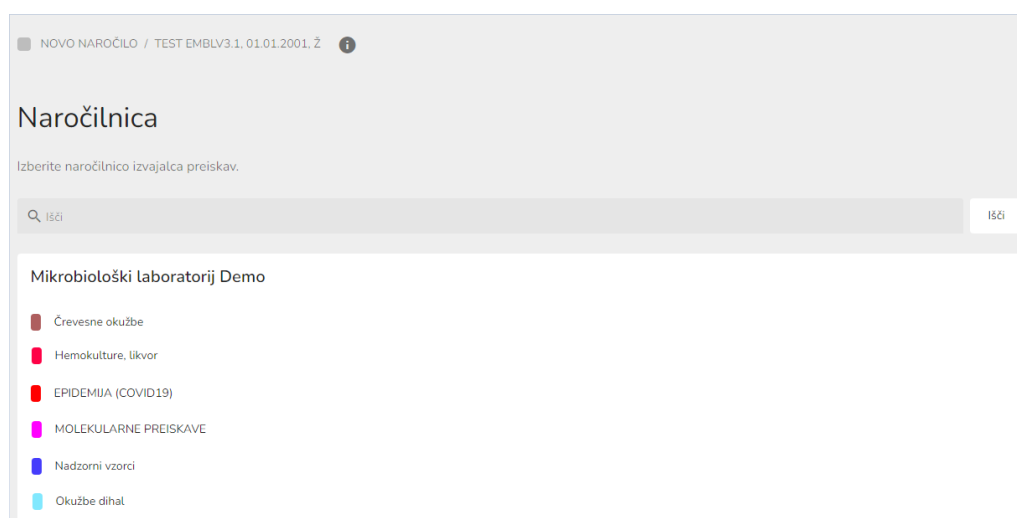 NOVO NAROČILO / TEST EMBLV3.1, 01.01.2001, Ž
Naročilnica
Izberite naročilnico izvajalca preiskav.
Išči
Išči
Mikrobiološki laboratorij Demo
Črevesne okužbe
Hemokulture, likvor
EPIDEMIJA (COVID19)
MOLEKULARNE PREISKAVE
Nadzorni vzorci
Okužbe dihal